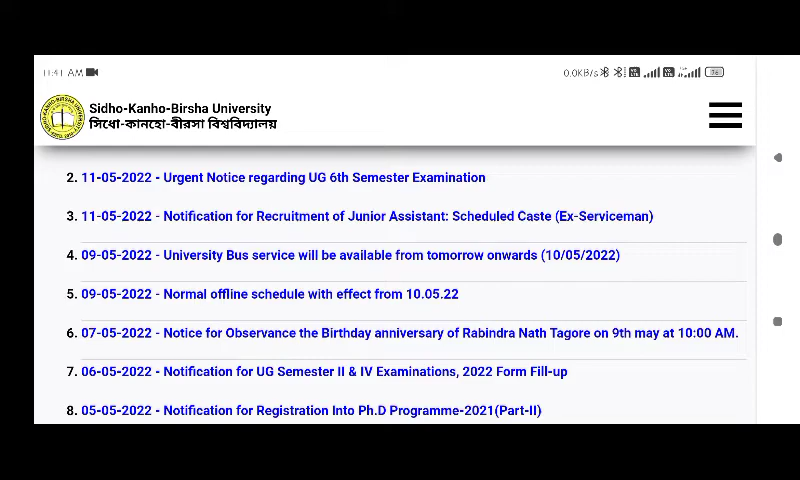 11:41 AM
0.0KB/s
Sidho-Kanho-Birsha University
সিধো-কানহো-বীরসা বিশ্ববিদ্যালয়
2. 11-05-2022 - Urgent Notice regarding UG 6th Semester Examination
3. 11-05-2022 - Notification for Recruitment of Junior Assistant: Scheduled Caste (Ex-Serviceman)
4. 09-05-2022 - University Bus service will be available from tomorrow onwards (10/05/2022)
5. 09-05-2022 - Normal offline schedule with effect from 10.05.22
6. 07-05-2022 - Notice for Observance the Birthday anniversary of Rabindra Nath Tagore on 9th may at 10:00 AM.
7. 06-05-2022 - Notification for UG Semester II & IV Examinations, 2022 Form Fill-up
8. 05-05-2022 - Notification for Registration Into Ph.D Programme-2021(Part-II)